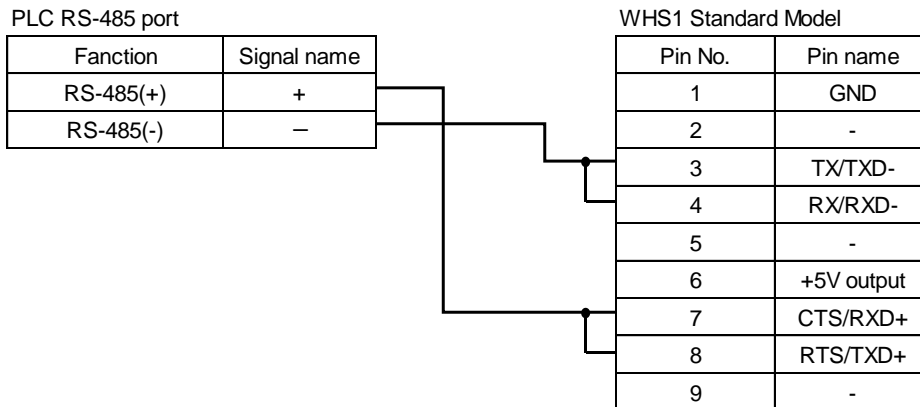 PLC RS-485 port
Fanction Signal name
RS-485(+) +
RS-485(-) −
WHS1 Standard Model
Pin No. Pin name
1 GND
2 -
3 TX/TXD-
4 RX/RXD-
5 -
6 +5V output
7 CTS/RXD+
8 RTS/TXD+
9 -